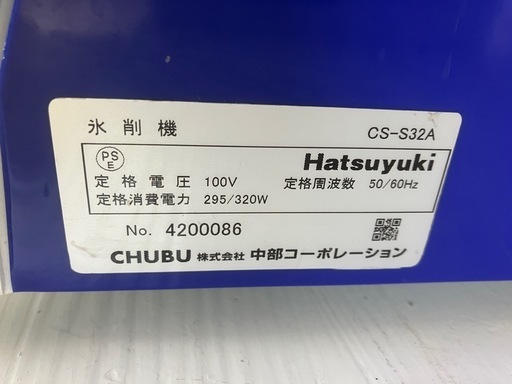 氷削機 CS-S32A
PS
E
Hatsuyuki
定格電圧 100V 定格周波数 50/60Hz
定格消費電力 295/320W
No. 4200086
CHUBU 株式会社 中部コーポレーション